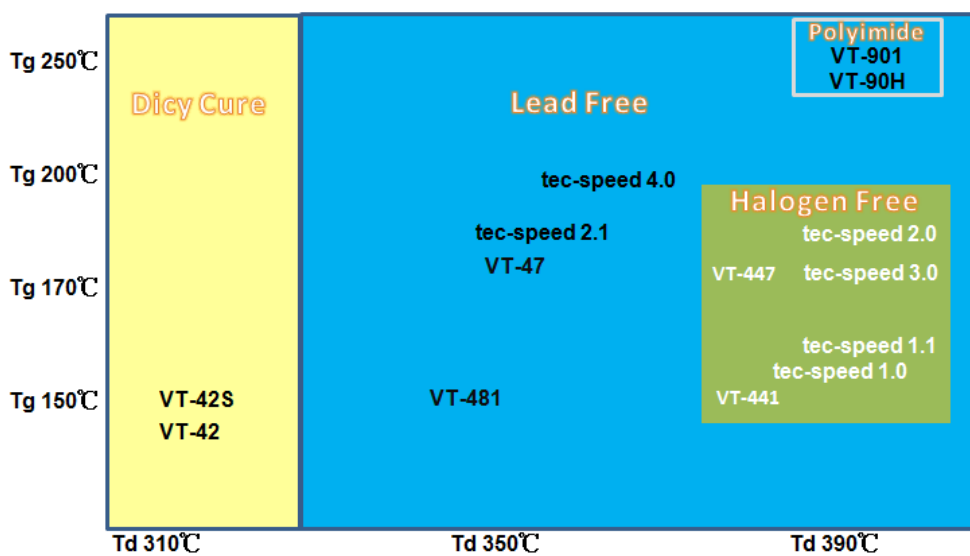 Polyimide
Tg 250℃
VT-901
VT-90H
Dicy Cure
Lead Free
Tg 200℃
tec-speed 4.0
Halogen Free
tec-speed 2.1
tec-speed 2.0
VT-47
VT-447
tec-speed 3.0
Tg 170℃
tec-speed 1.1
tec-speed 1.0
Tg 150℃
VT-42S
VT-481
VT-441
VT-42
Td 310℃
Td 350℃
Td 390℃